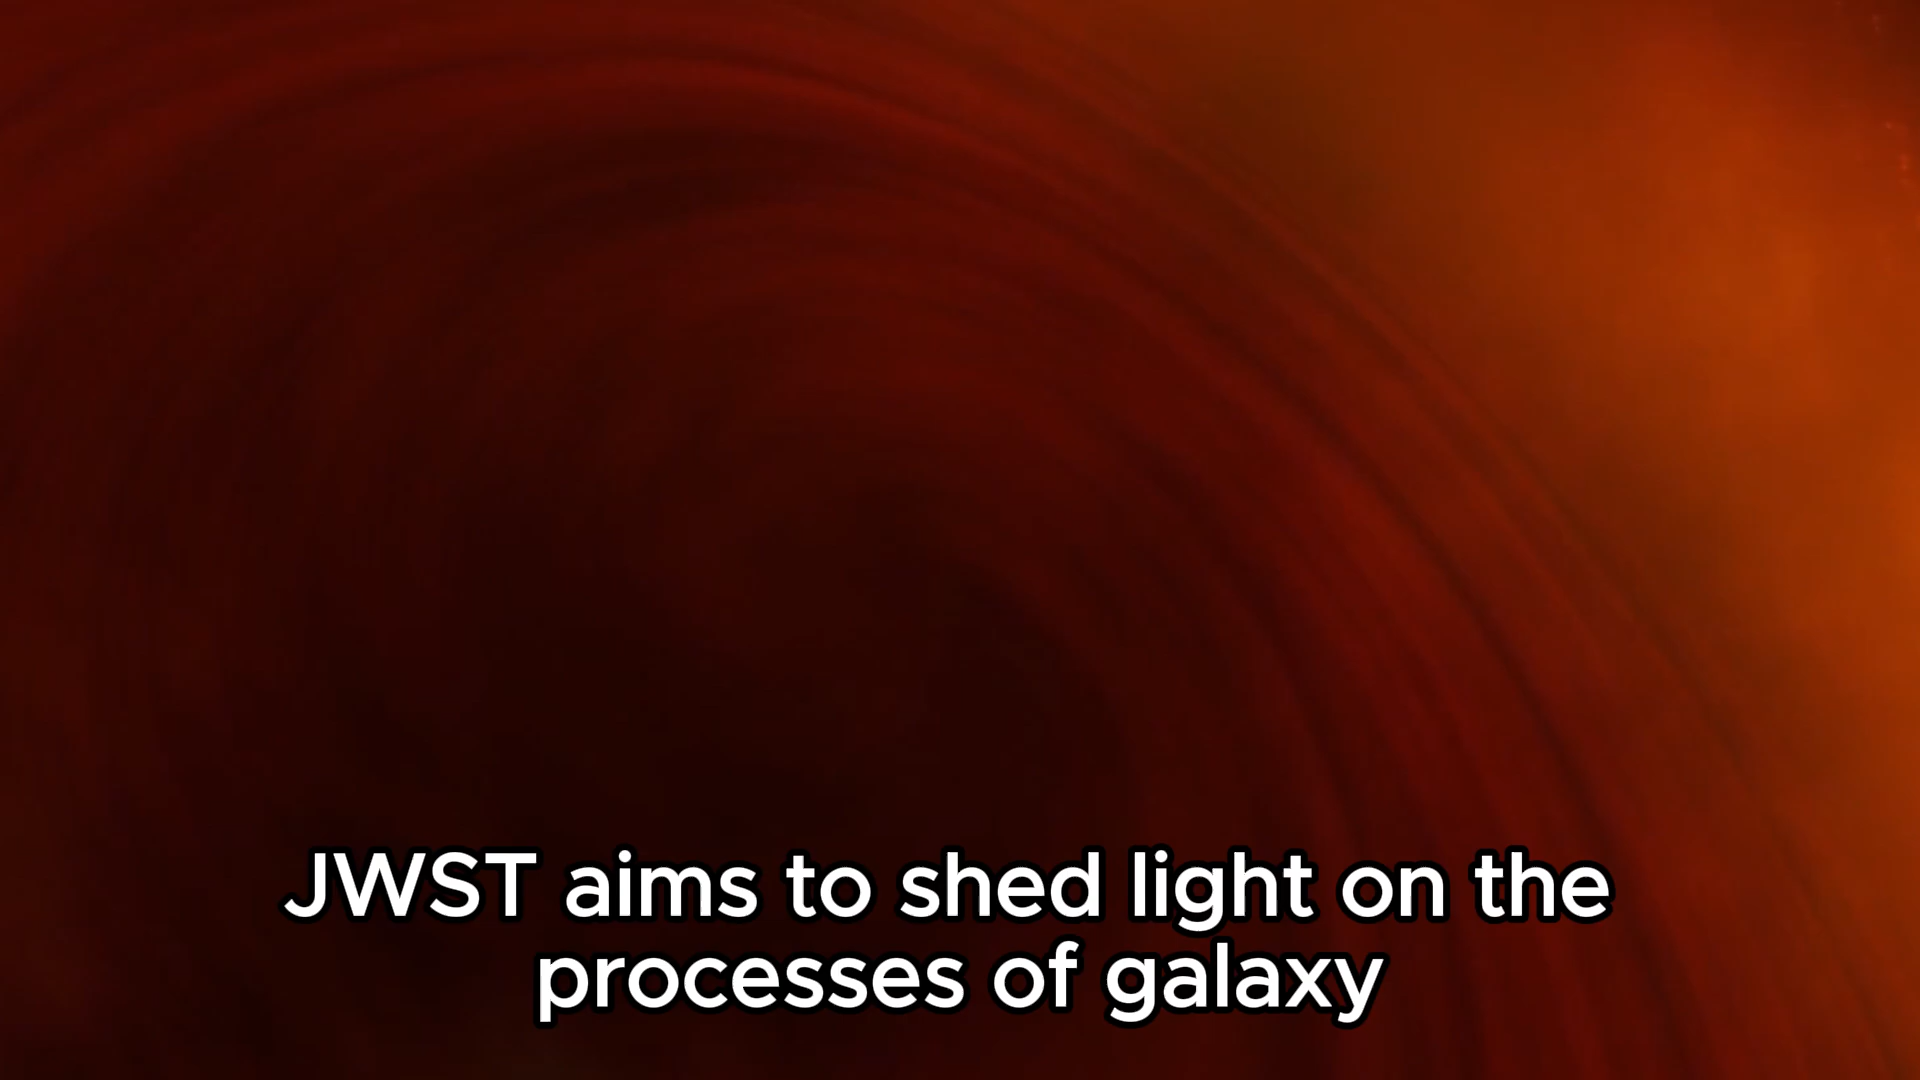 JWST aims to shed light on the
processes of galaxy